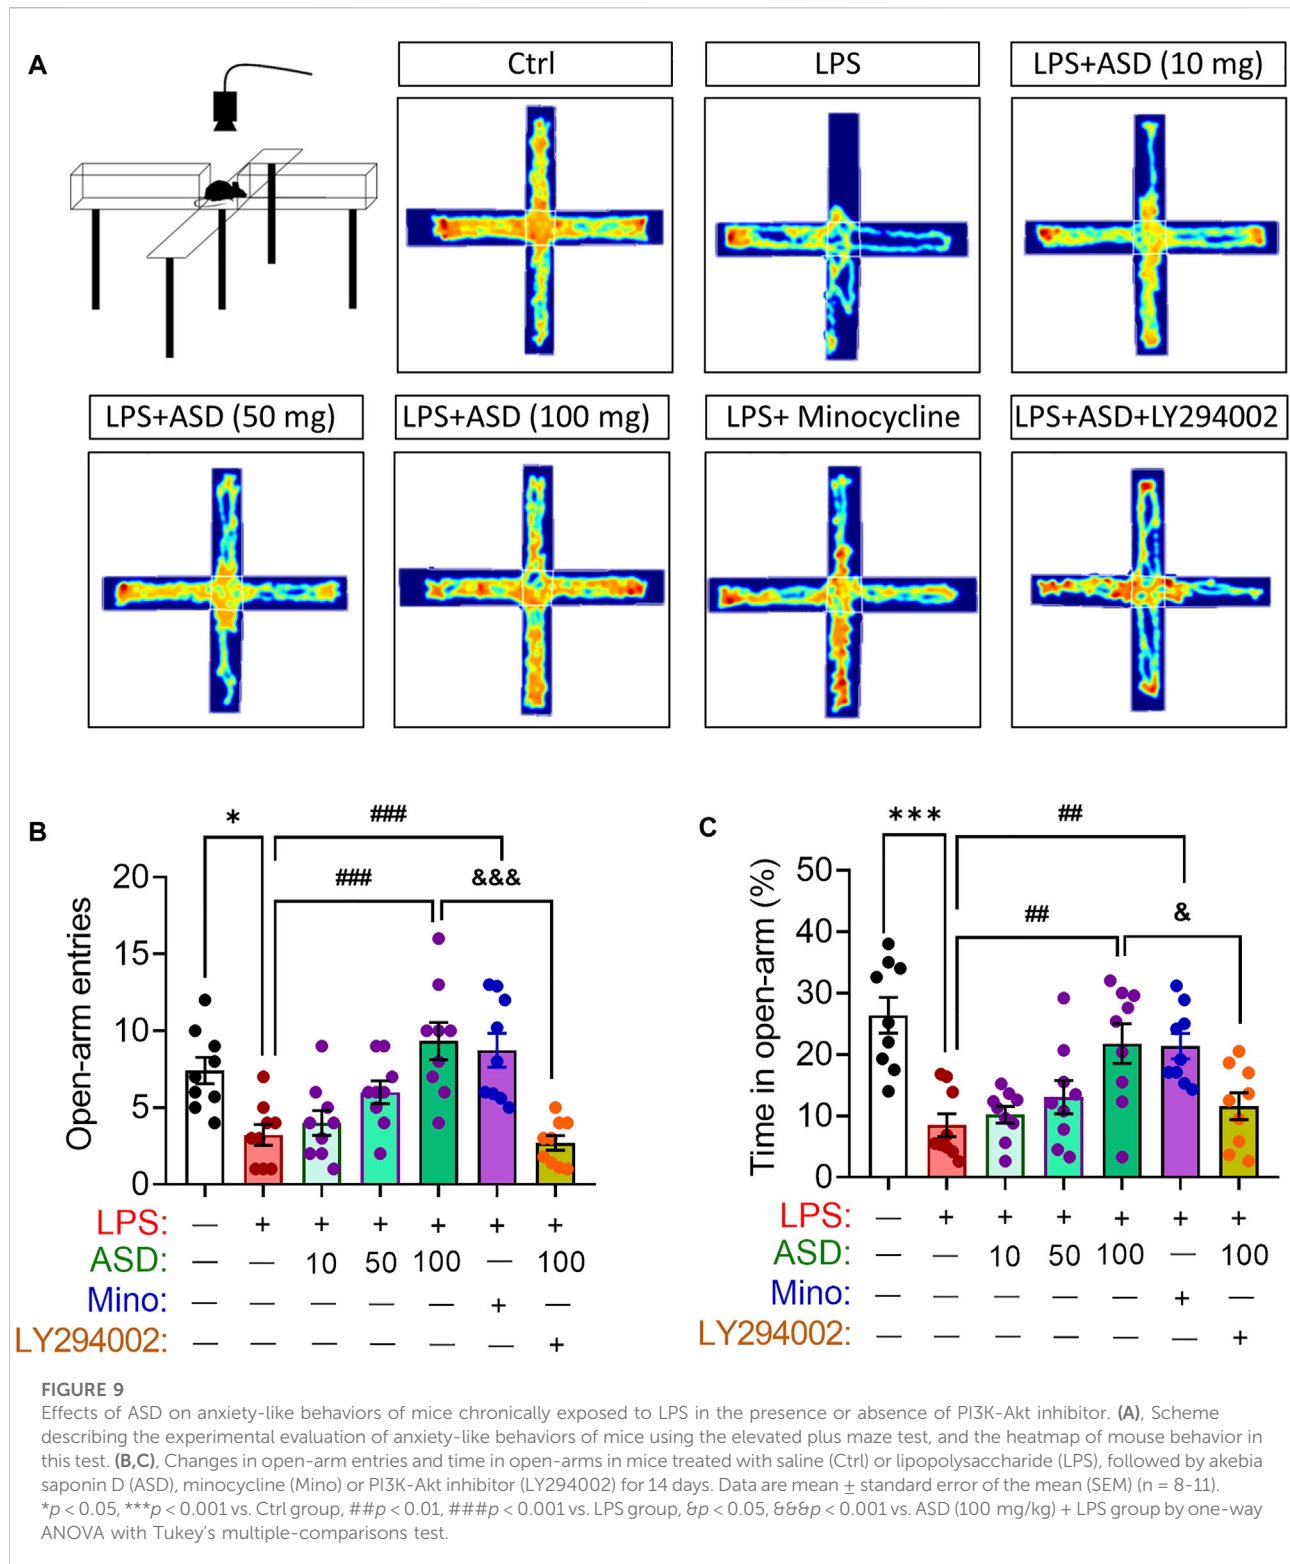 A
Ctrl
LPS
LPS+ASD (10 mg)
LPS+ASD (50 mg)
LPS+ASD (100 mg)
LPS+ Minocycline
LPS+ASD+LY294002
B
* ###
### &&&
20
15
10
5
0
Open-arm entries
LPS: — + + + + + +
ASD: — — 10 50 100 — 100
Mino: — — — — — + —
LY294002: — — — — — — +
C
*** ##
## &
50
40
30
20
10
0
Time in open-arm (%)
LPS: — + + + + + +
ASD: — — 10 50 100 — 100
Mino: — — — — — + —
LY294002: — — — — — — +
FIGURE 9
Effects of ASD on anxiety-like behaviors of mice chronically exposed to LPS in the presence or absence of PI3K-Akt inhibitor. (A), Scheme
describing the experimental evaluation of anxiety-like behaviors of mice using the elevated plus maze test, and the heatmap of mouse behavior in
this test. (B,C), Changes in open-arm entries and time in open-arms in mice treated with saline (Ctrl) or lipopolysaccharide (LPS), followed by akebia
saponin D (ASD), minocycline (Mino) or PI3K-Akt inhibitor (LY294002) for 14 days. Data are mean ± standard error of the mean (SEM) (n = 8-11).
*p < 0.05, ***p < 0.001 vs. Ctrl group, ##p < 0.01, ###p < 0.001 vs. LPS group, &p < 0.05, &&&p < 0.001 vs. ASD (100 mg/kg) + LPS group by one-way
ANOVA with Tukey's multiple-comparisons test.